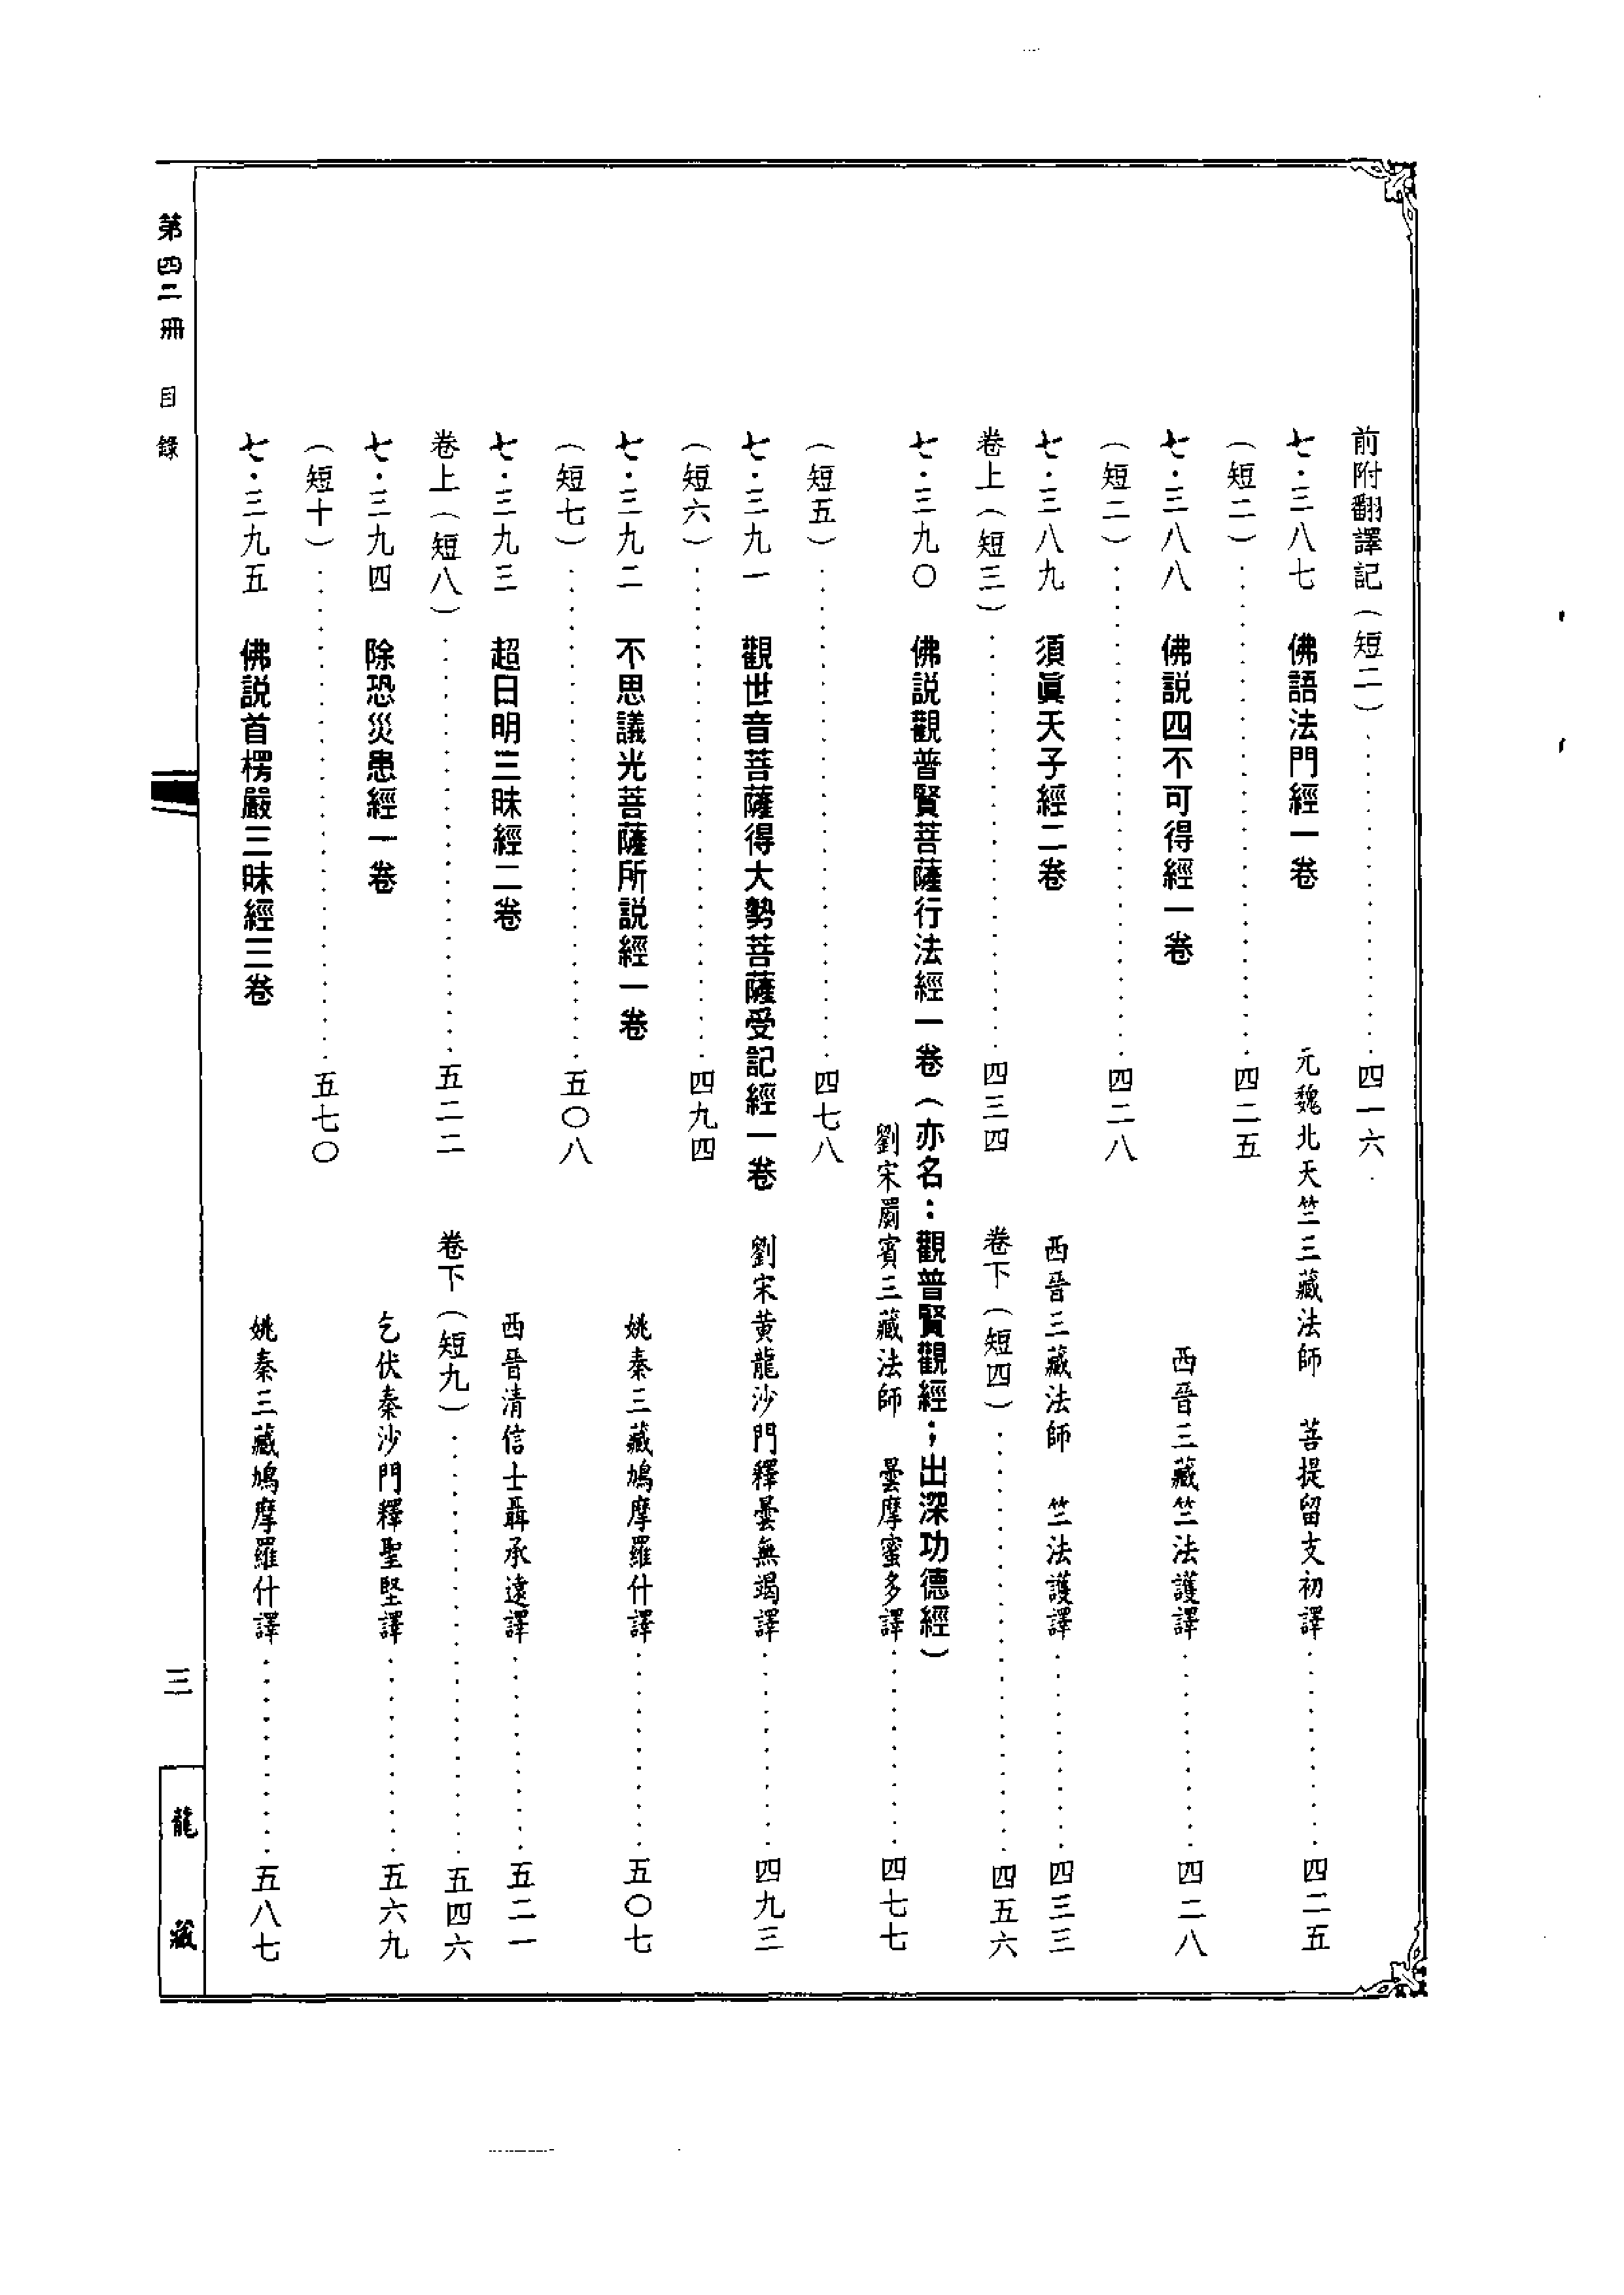 前附翻譯記（短二）……………四一六
七·三八七　佛語法門經一卷　元魏北天竺三藏法師　菩提留支初譯……………四二五
（短二）……………四二五
七·三八八　佛説四不可得經一卷　西晉三藏竺法護譯……………四二八
（短二）……………四二八
七·三八九　須眞天子經二卷　西晉三藏法師　竺法護譯……………四三三
卷上（短三）……………四三四　卷下（短四）……………四五六
七·三九〇　佛説觀普賢菩薩行法經一卷（亦名：觀普賢觀經；出深功德經）
劉宋罽賓三藏法師　曇摩蜜多譯……………四七七
（短五）……………四七八
七·三九一　觀世音菩薩得大勢菩薩受記經一卷　劉宋黃龍沙門釋曇無竭譯……………四九三
（短六）……………四九四
七·三九二　不思議光菩薩所説經一卷　姚秦三藏鳩摩羅什譯……………五〇七
（短七）……………五〇八
七·三九三　超日明三昧經二卷　西晉清信士聶承遠譯……………五二一
卷上（短八）……………五二二　卷下（短九）……………五四六
七·三九四　除恐災患經一卷　乞伏秦沙門釋聖堅譯……………五六九
（短十）……………五七〇
七·三九五　佛説首楞嚴三昧經三卷　姚秦三藏鳩摩羅什譯……………五八七
第四二冊　目錄　三　龍藏